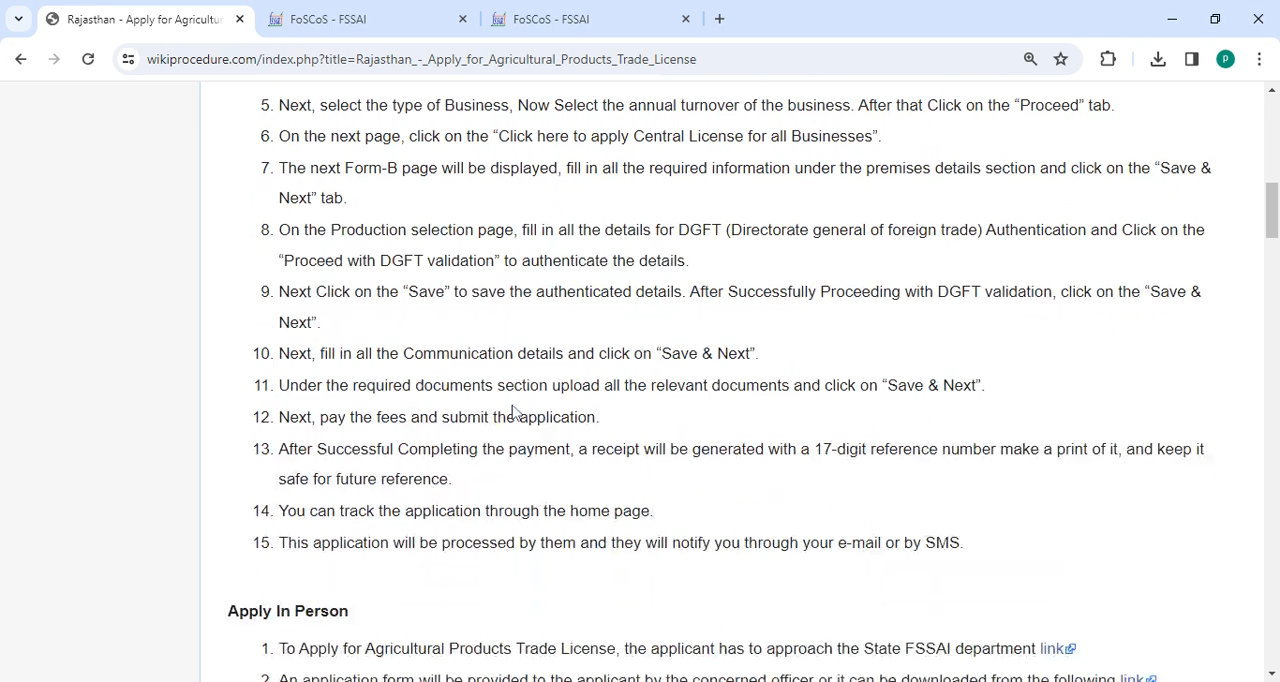 Rajasthan - Apply for Agricultur
FoSCoS - FSSAI
FoSCoS - FSSAI
wikiprocedure.com/index.php?title=Rajasthan_-_Apply_for_Agricultural_Products_Trade_License
P
5. Next, select the type of Business, Now Select the annual turnover of the business. After that Click on the “Proceed” tab.
6. On the next page, click on the “Click here to apply Central License for all Businesses”.
7. The next Form-B page will be displayed, fill in all the required information under the premises details section and click on the “Save &
Next” tab.
8. On the Production selection page, fill in all the details for DGFT (Directorate general of foreign trade) Authentication and Click on the
“Proceed with DGFT validation” to authenticate the details.
9. Next Click on the “Save” to save the authenticated details. After Successfully Proceeding with DGFT validation, click on the “Save &
Next”.
10. Next, fill in all the Communication details and click on “Save & Next”.
11. Under the required documents section upload all the relevant documents and click on “Save & Next”.
12. Next, pay the fees and submit the application.
13. After Successful Completing the payment, a receipt will be generated with a 17-digit reference number make a print of it, and keep it
safe for future reference.
14. You can track the application through the home page.
15. This application will be processed by them and they will notify you through your e-mail or by SMS.
Apply In Person
1. To Apply for Agricultural Products Trade License, the applicant has to approach the State FSSAI department link
2. An application form will be provided to the applicant by the concerned officer or it can be downloaded from the following link